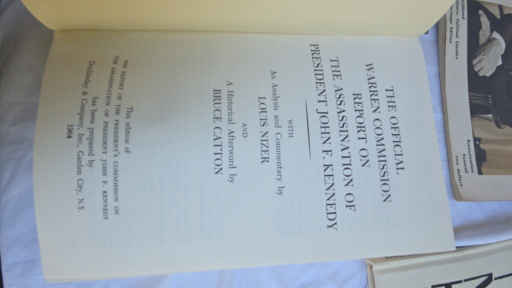 THE OFFICIAL
WARREN COMMISSION
REPORT ON
THE ASSASSINATION OF
PRESIDENT JOHN F. KENNEDY
WITH
An Analysis and Commentary by
LOUIS NIZER
AND
A Historical Afterword by
BRUCE CATTON
This edition of
THE REPORT OF THE PRESIDENT'S COMMISSION ON
THE ASSASSINATION OF PRESIDENT JOHN F. KENNEDY
has been prepared by
Doubleday & Company, Inc., Garden City, N.Y.
1964